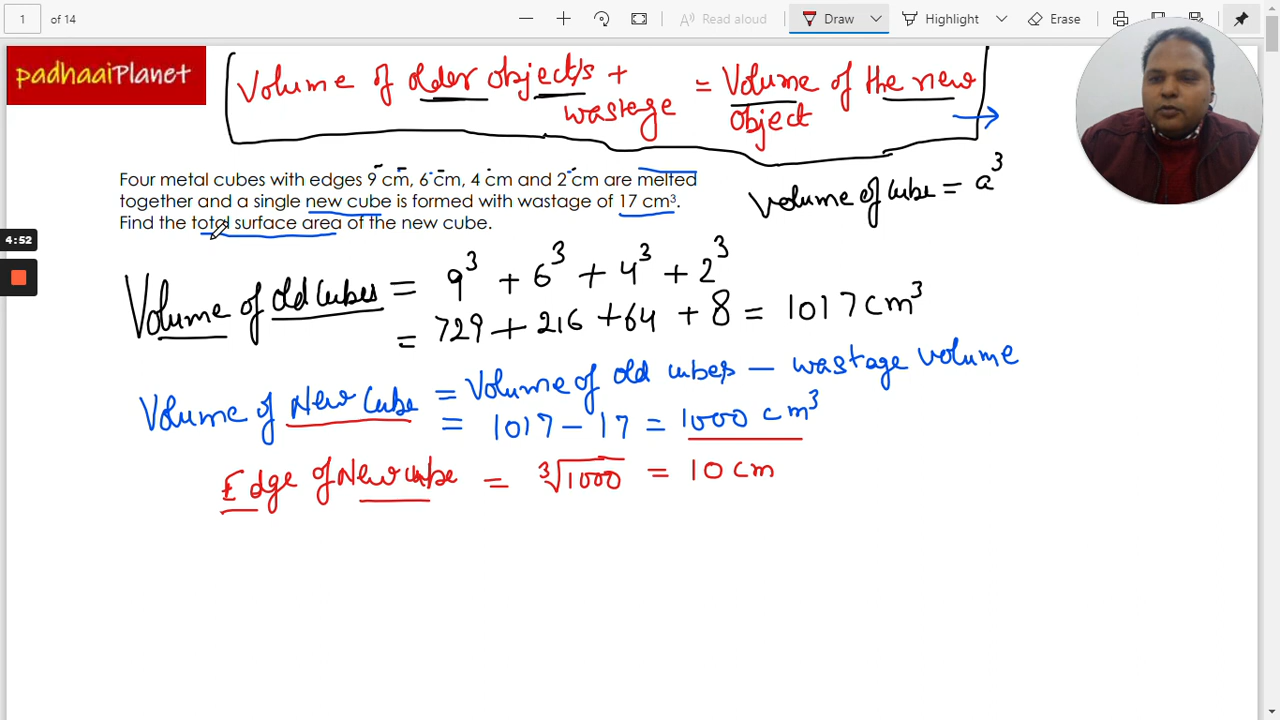 1 of 14
Read aloud
Draw
Highlight
Erase
padhaaiPlanet
Volume of older object/s + wastage = Volume of the new object
Four metal cubes with edges 9 cm, 6 cm, 4 cm and 2 cm are melted
together and a single new cube is formed with wastage of 17 cm³.
Find the total surface area of the new cube.
Volume of Cube = a³
4:52
Volume of old Cubes = 9³ + 6³ + 4³ + 2³
= 729 + 216 + 64 + 8 = 1017 cm³
Volume of New Cube = Volume of old cubes – wastage volume
= 1017 – 17 = 1000 cm³
Edge of New cube = ³√1000 = 10 cm